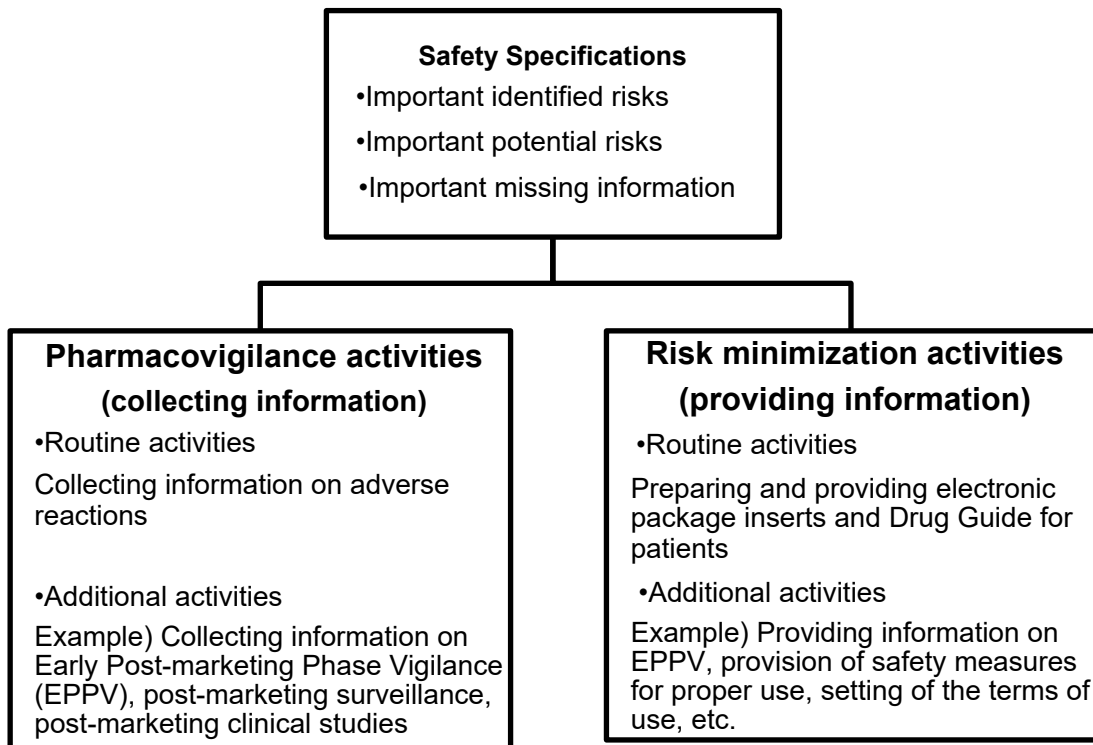 Safety Specifications
•Important identified risks
•Important potential risks
•Important missing information
Pharmacovigilance activities
(collecting information)
•Routine activities
Collecting information on adverse
reactions
•Additional activities
Example) Collecting information on
Early Post-marketing Phase Vigilance
(EPPV), post-marketing surveillance,
post-marketing clinical studies
Risk minimization activities
(providing information)
•Routine activities
Preparing and providing electronic
package inserts and Drug Guide for
patients
•Additional activities
Example) Providing information on
EPPV, provision of safety measures
for proper use, setting of the terms of
use, etc.